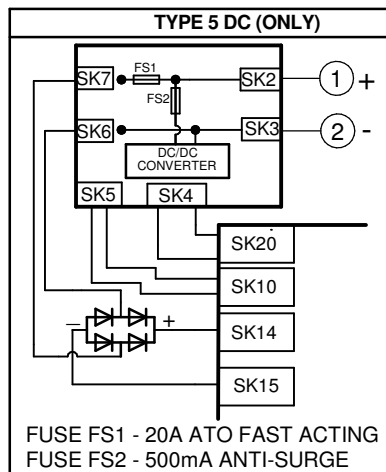 TYPE 5 DC (ONLY)
SK7 FS1 SK2 1 +
FS2
SK6 SK3 2 -
DC/DC
CONVERTER
SK5 SK4
SK20
SK10
− + SK14
SK15
FUSE FS1 - 20A ATO FAST ACTING
FUSE FS2 - 500mA ANTI-SURGE